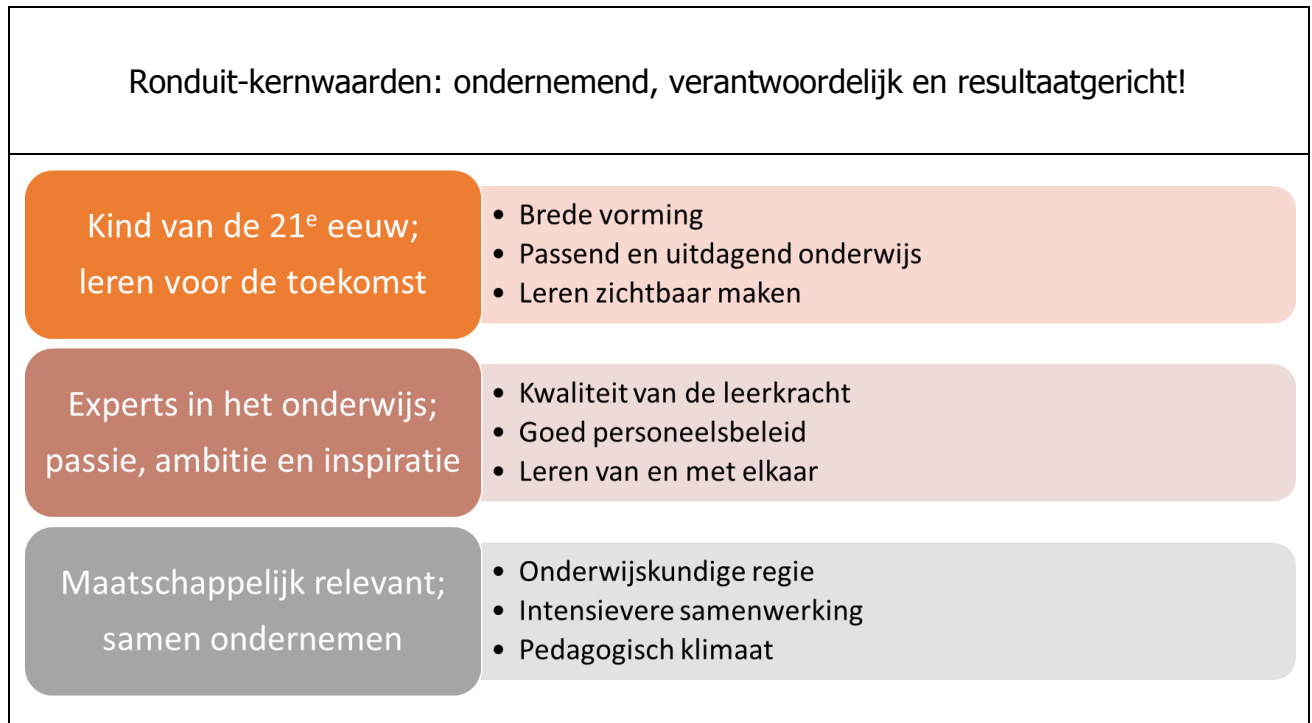 Ronduit-kernwaarden: ondernemend, verantwoordelijk en resultaatgericht!
Kind van de 21e eeuw;
leren voor de toekomst
• Brede vorming
• Passend en uitdagend onderwijs
• Leren zichtbaar maken
Experts in het onderwijs;
passie, ambitie en inspiratie
• Kwaliteit van de leerkracht
• Goed personeelsbeleid
• Leren van en met elkaar
Maatschappelijk relevant;
samen ondernemen
• Onderwijskundige regie
• Intensievere samenwerking
• Pedagogisch klimaat